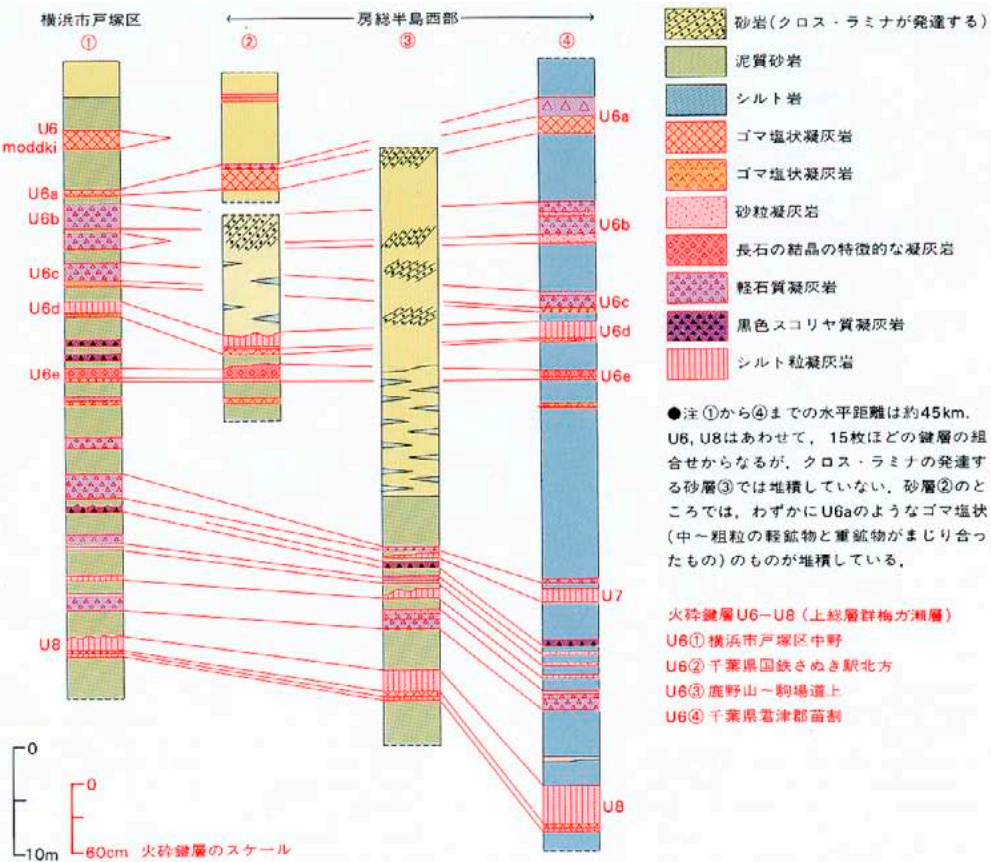 横浜市戸塚区
房総半島西部
①
②
③
④
U6
moddki
U6a
U6b
U6c
U6d
U6e
U8
U6a
U6b
U6c
U6d
U6e
U7
U8
砂岩(クロス・ラミナが発達する)
泥質砂岩
シルト岩
ゴマ塩状凝灰岩
ゴマ塩状凝灰岩
砂粒凝灰岩
長石の結晶の特徴的な凝灰岩
軽石質凝灰岩
黒色スコリヤ質凝灰岩
シルト粒凝灰岩
●注 ①から④までの水平距離は約45km.
U6, U8はあわせて, 15枚ほどの鍵層の組
合せからなるが, クロス・ラミナの発達す
る砂層③では堆積していない. 砂層②のと
ころでは, わずかにU6aのようなゴマ塩状
(中〜粗粒の軽鉱物と重鉱物がまじり合っ
たもの)のものが堆積している.
火砕鍵層U6−U8 (上総層群梅ガ瀬層)
U6① 横浜市戸塚区中野
U6② 千葉県国鉄さぬき駅北方
U6③ 鹿野山〜駒場道上
U6④ 千葉県君津郡苗割
0
10m
0
60cm 火砕鍵層のスケール